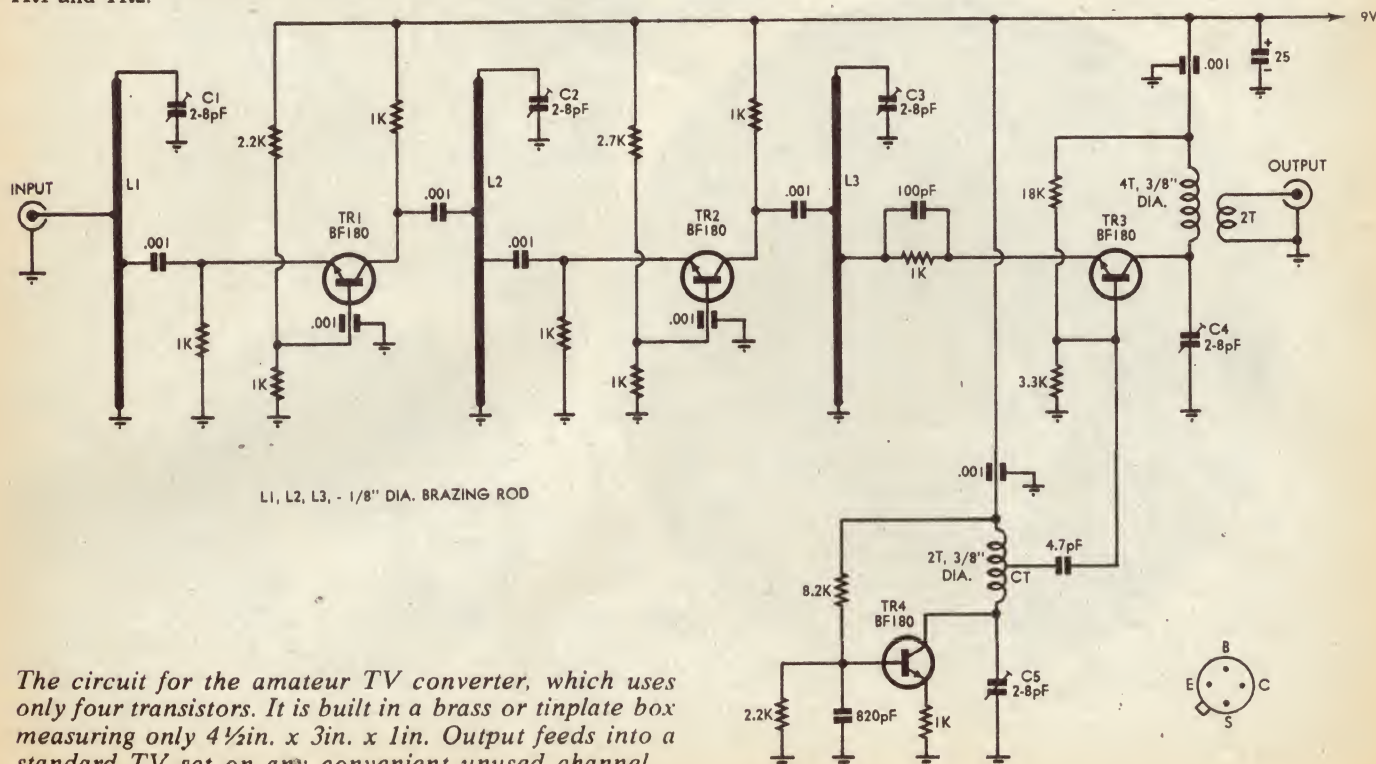 TR1 and TR2.
9V
.001
+
25
-
C1
2-8pF
C2
2-8pF
C3
2-8pF
1K
1K
2.2K
2.7K
INPUT
L1
L2
L3
.001
.001
100pF
18K
4T, 3/8"
DIA.
OUTPUT
TR1
BF180
TR2
BF180
TR3
BF180
2T
.001
.001
1K
.001
.001
C4
2-8pF
1K
1K
1K
1K
3.3K
.001
L1, L2, L3, - 1/8" DIA. BRAZING ROD
2T, 3/8"
DIA.
CT
4.7pF
8.2K
TR4
BF180
C5
2-8pF
2.2K
820pF
1K
B
E
C
S
The circuit for the amateur TV converter, which uses
only four transistors. It is built in a brass or tinplate box
measuring only 4½in. x 3in. x 1in. Output feeds into a
standard TV set on any convenient unused channel.